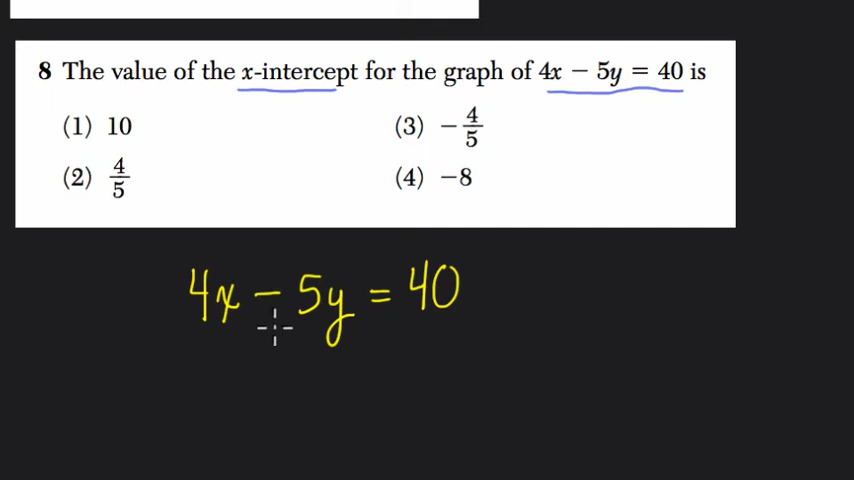 8 The value of the x-intercept for the graph of 4x − 5y = 40 is
(1) 10 (3) −4/5
(2) 4/5 (4) −8
4x − 5y = 40